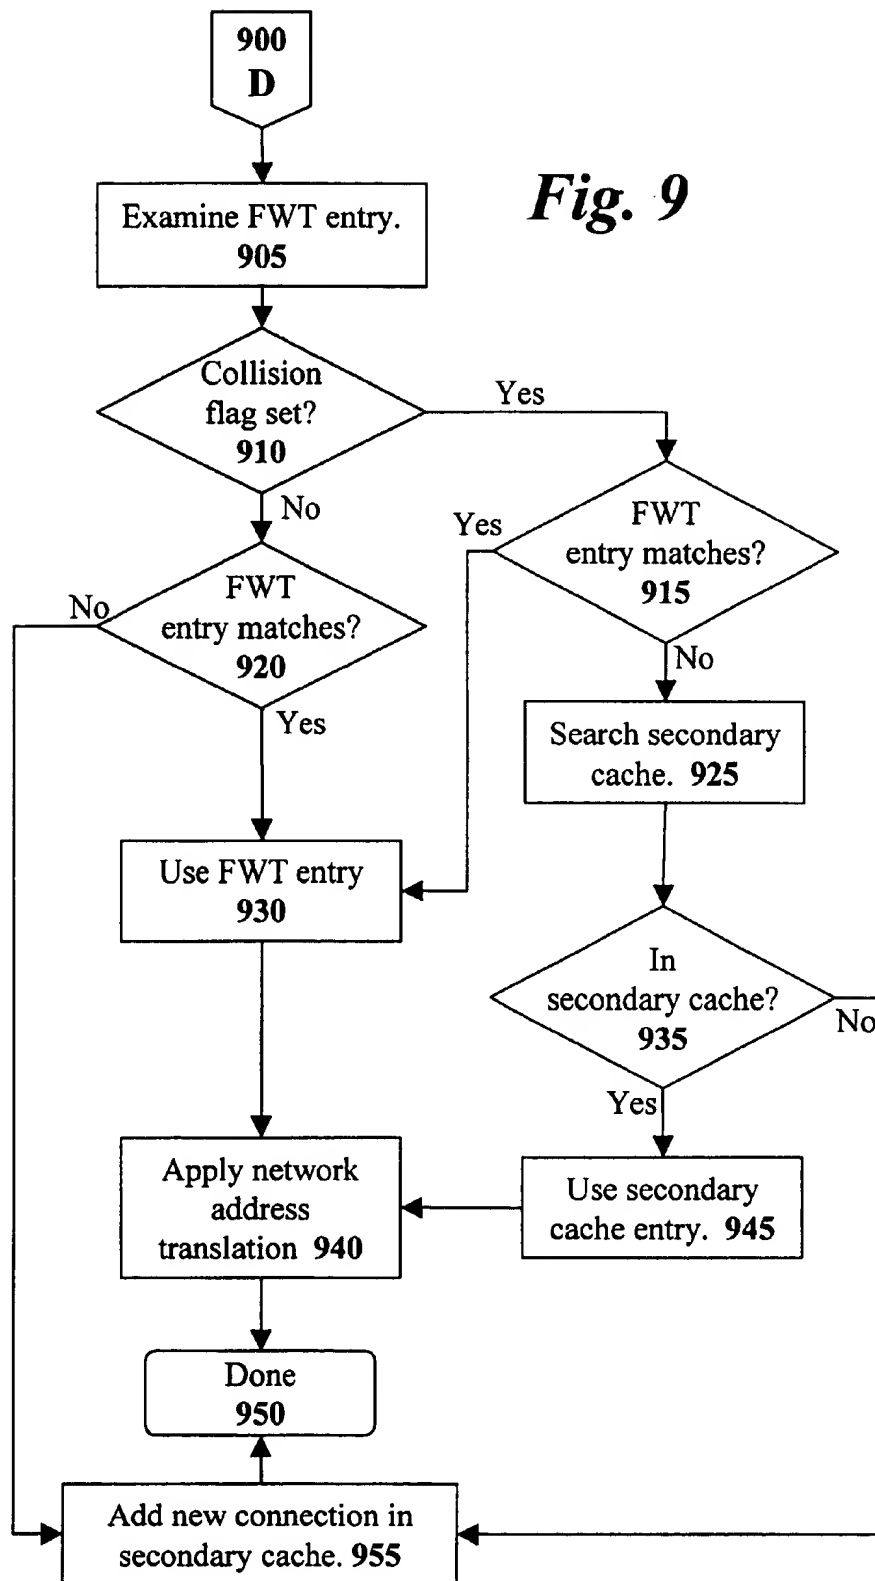 900
D
Fig. 9
Examine FWT entry.
905
Collision
flag set?
910
Yes
No
FWT
entry matches?
915
Yes
No
FWT
entry matches?
920
No
Yes
Search secondary
cache. 925
Use FWT entry
930
In
secondary cache?
935
No
Yes
Apply network
address
translation 940
Use secondary
cache entry. 945
Done
950
Add new connection in
secondary cache. 955